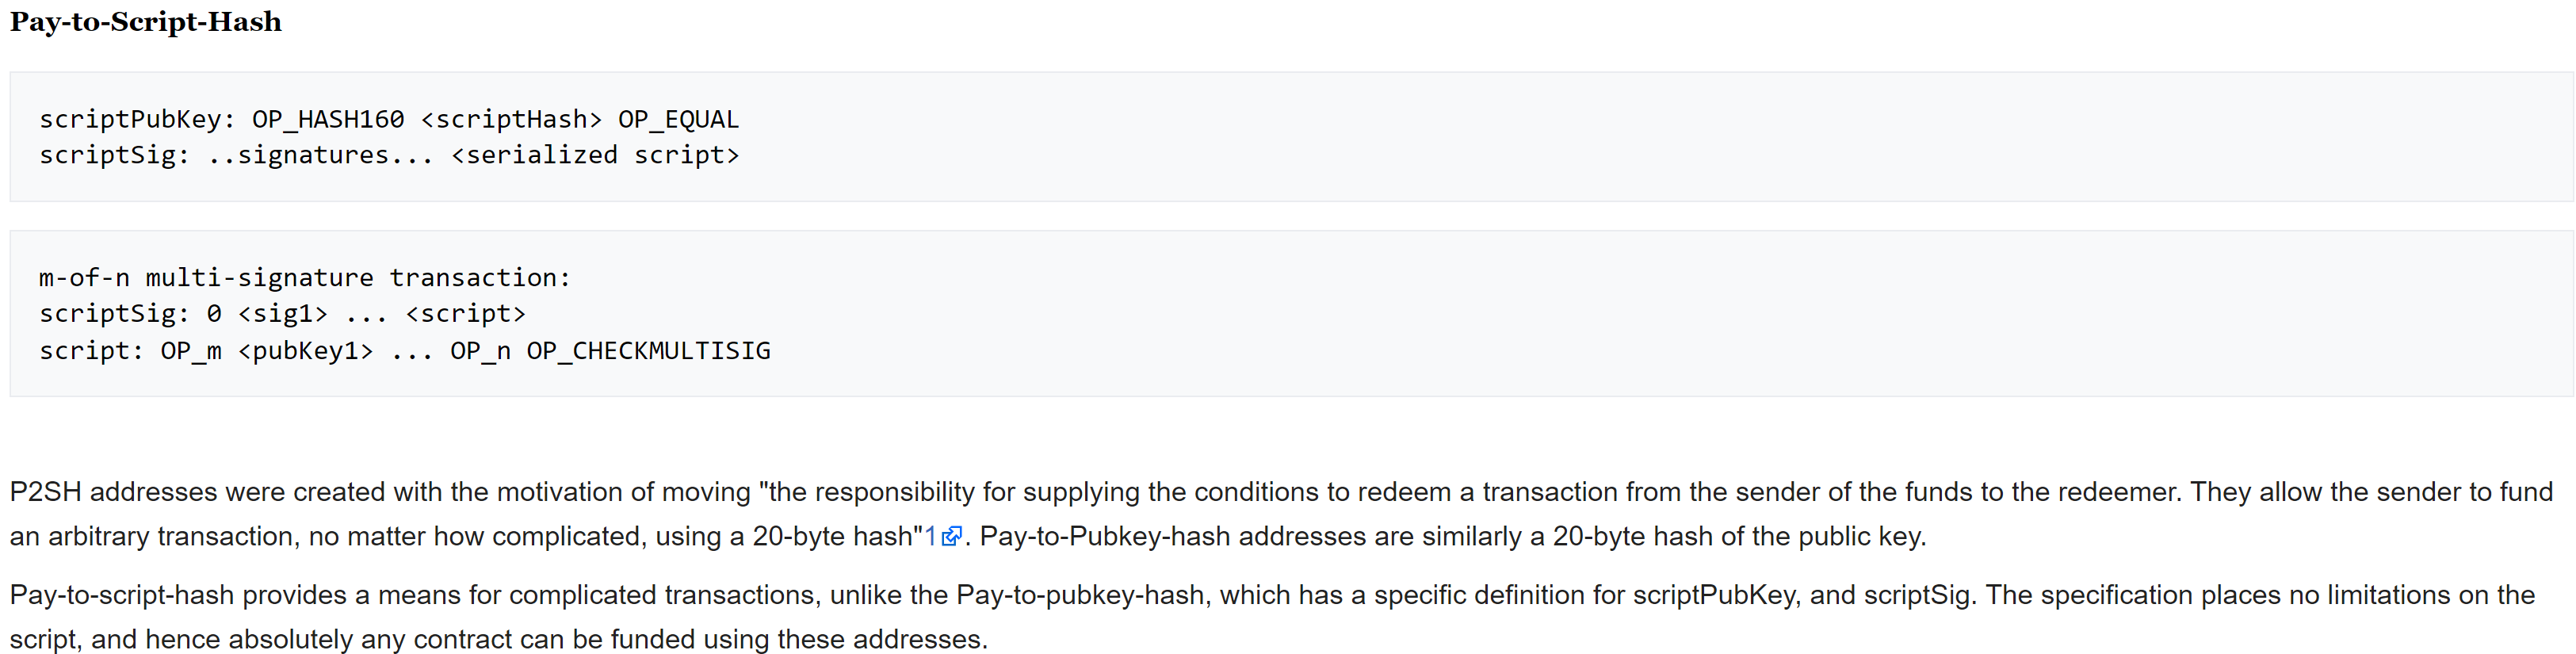 Pay-to-Script-Hash
scriptPubKey: OP_HASH160 <scriptHash> OP_EQUAL
scriptSig: ..signatures... <serialized script>
m-of-n multi-signature transaction:
scriptSig: 0 <sig1> ... <script>
script: OP_m <pubKey1> ... OP_n OP_CHECKMULTISIG
P2SH addresses were created with the motivation of moving "the responsibility for supplying the conditions to redeem a transaction from the sender of the funds to the redeemer. They allow the sender to fund
an arbitrary transaction, no matter how complicated, using a 20-byte hash"1. Pay-to-Pubkey-hash addresses are similarly a 20-byte hash of the public key.
Pay-to-script-hash provides a means for complicated transactions, unlike the Pay-to-pubkey-hash, which has a specific definition for scriptPubKey, and scriptSig. The specification places no limitations on the
script, and hence absolutely any contract can be funded using these addresses.